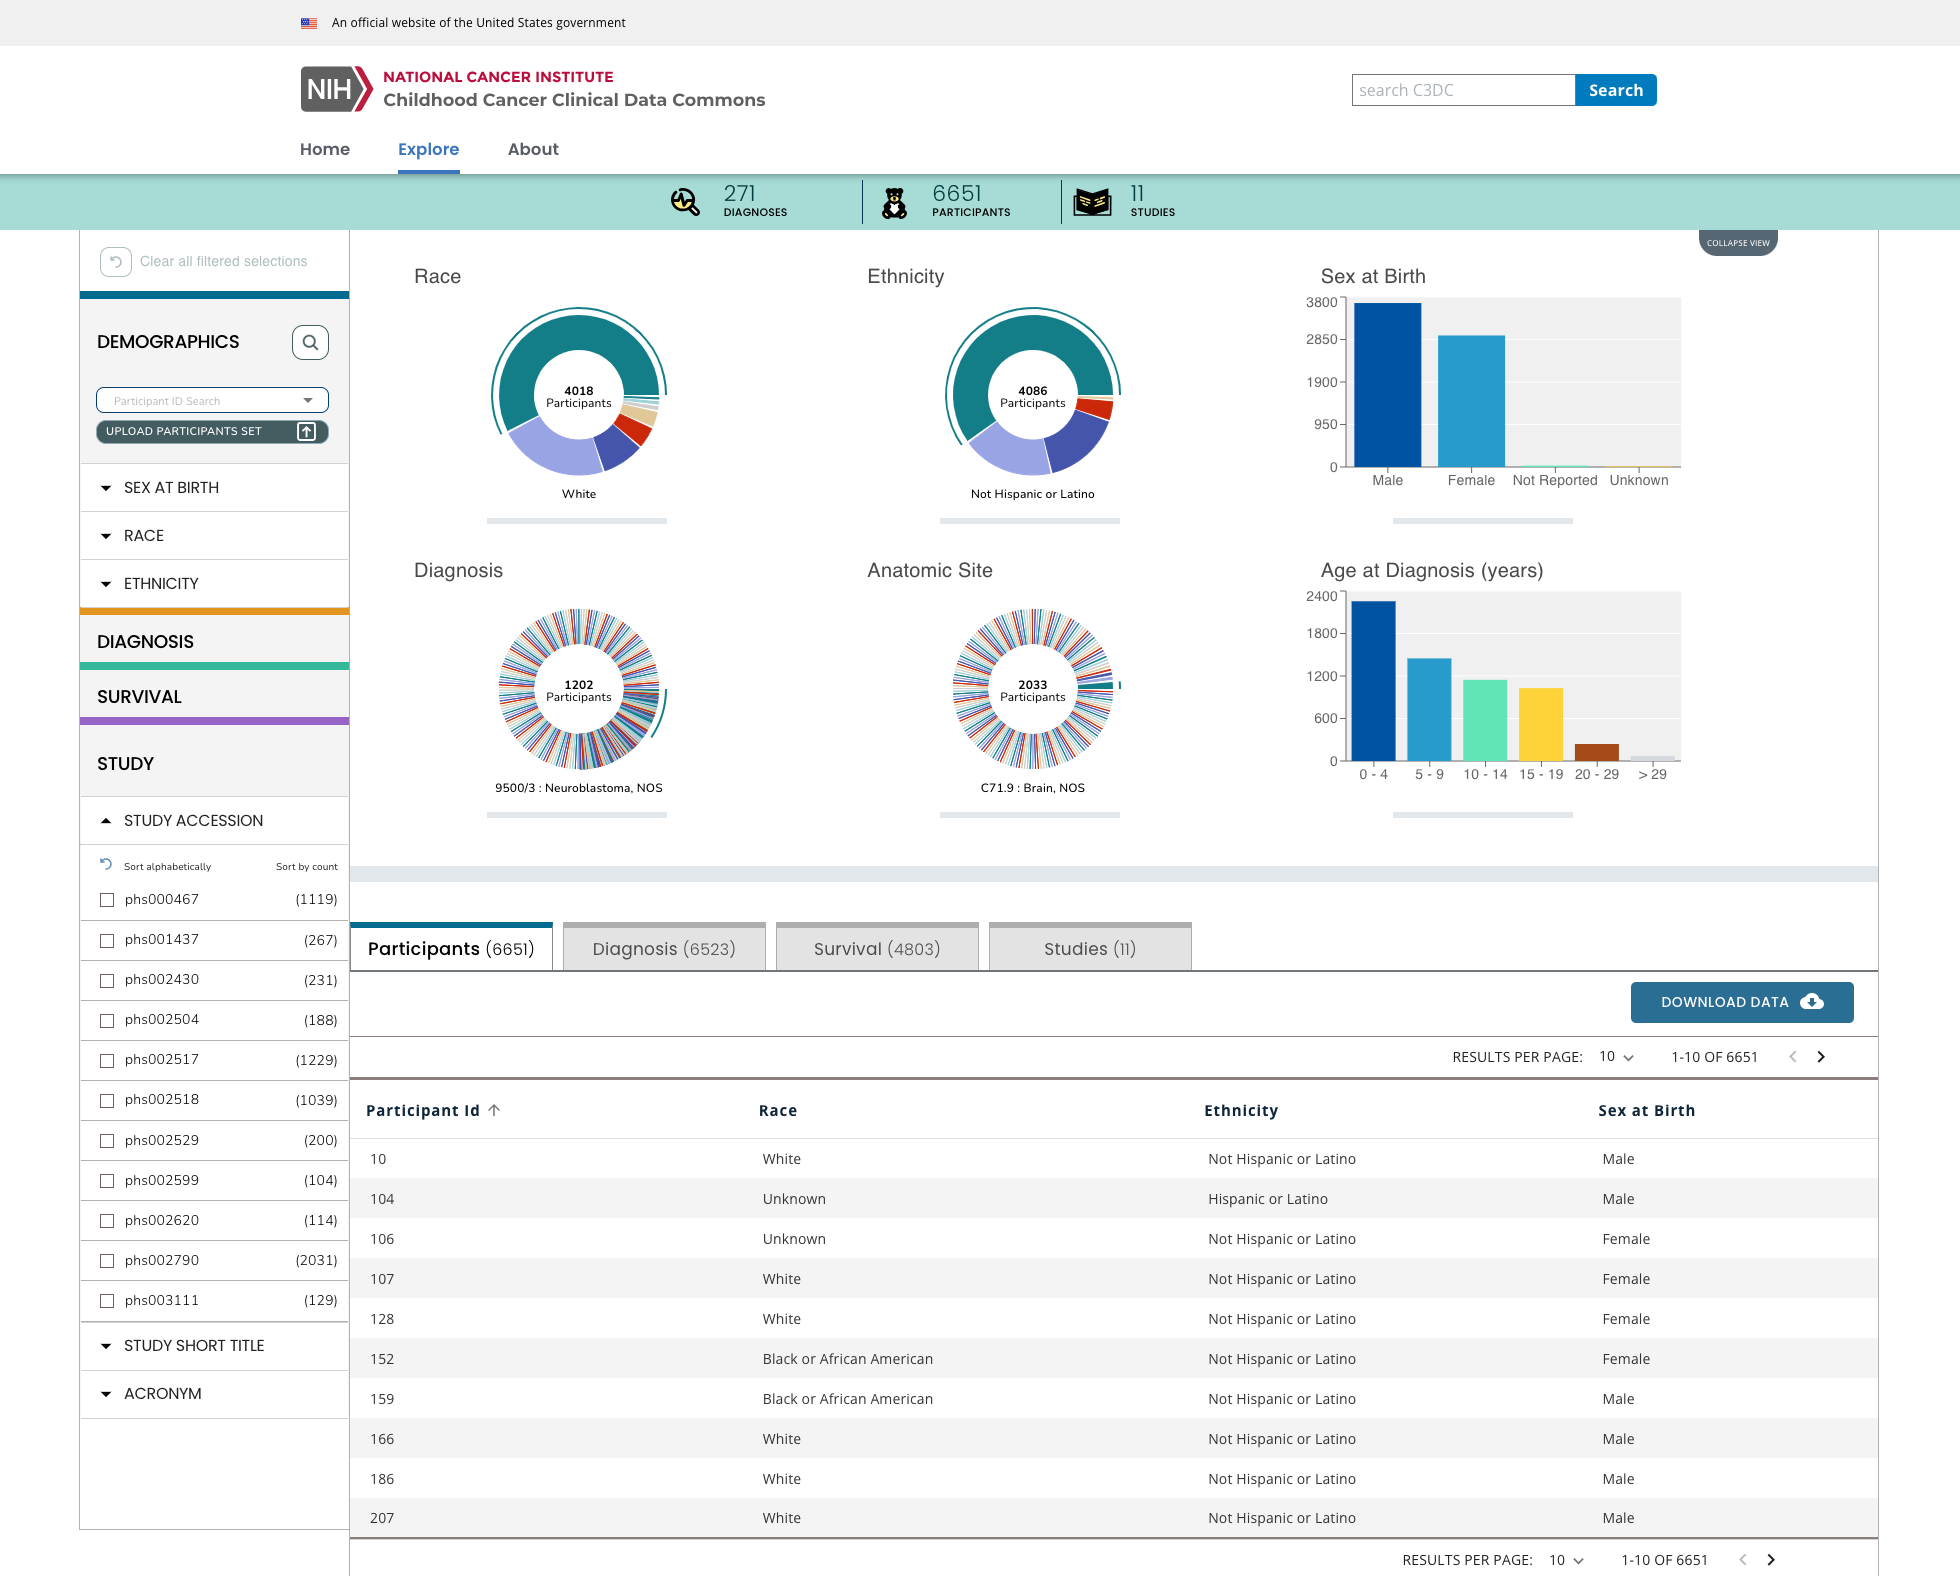 An official website of the United States government
NIH
NATIONAL CANCER INSTITUTE
Childhood Cancer Clinical Data Commons
search C3DC
Search
Home
Explore
About
271
DIAGNOSES
6651
PARTICIPANTS
11
STUDIES
COLLAPSE VIEW
Clear all filtered selections
DEMOGRAPHICS
Participant ID Search
UPLOAD PARTICIPANTS SET
SEX AT BIRTH
RACE
ETHNICITY
DIAGNOSIS
SURVIVAL
STUDY
STUDY ACCESSION
Sort alphabetically Sort by count
phs000467 (1119)
phs001437 (267)
phs002430 (231)
phs002504 (188)
phs002517 (1229)
phs002518 (1039)
phs002529 (200)
phs002599 (104)
phs002620 (114)
phs002790 (2031)
phs003111 (129)
STUDY SHORT TITLE
ACRONYM
Race
4018
Participants
White
Ethnicity
4086
Participants
Not Hispanic or Latino
Sex at Birth
3800
2850
1900
950
0
Male Female Not Reported Unknown
Diagnosis
1202
Participants
9500/3 : Neuroblastoma, NOS
Anatomic Site
2033
Participants
C71.9 : Brain, NOS
Age at Diagnosis (years)
2400
1800
1200
600
0
0 - 4 5 - 9 10 - 14 15 - 19 20 - 29 > 29
Participants (6651)
Diagnosis (6523)
Survival (4803)
Studies (11)
DOWNLOAD DATA
RESULTS PER PAGE: 10 1-10 OF 6651
Participant Id Race Ethnicity Sex at Birth
10 White Not Hispanic or Latino Male
104 Unknown Hispanic or Latino Male
106 Unknown Not Hispanic or Latino Female
107 White Not Hispanic or Latino Female
128 White Not Hispanic or Latino Female
152 Black or African American Not Hispanic or Latino Female
159 Black or African American Not Hispanic or Latino Male
166 White Not Hispanic or Latino Male
186 White Not Hispanic or Latino Male
207 White Not Hispanic or Latino Male
RESULTS PER PAGE: 10 1-10 OF 6651